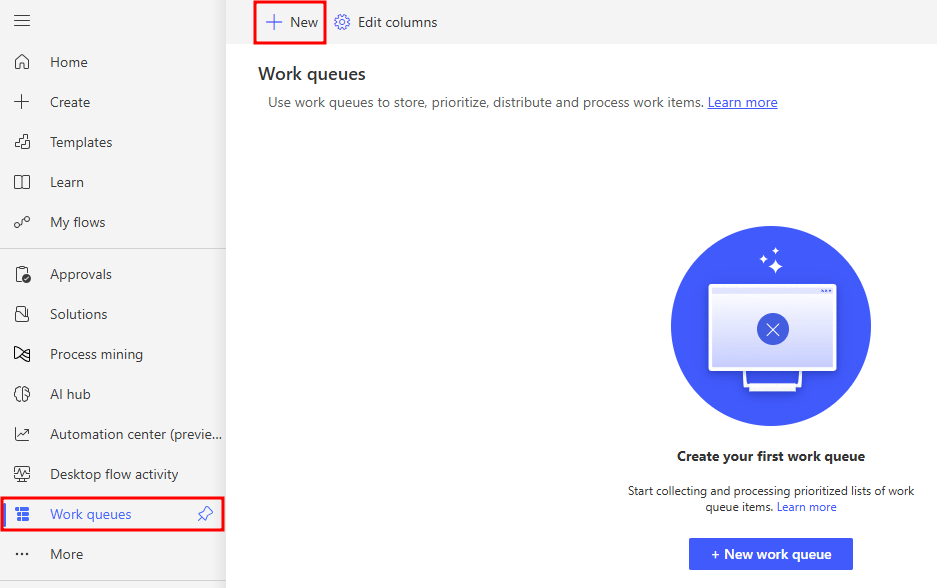 New
Edit columns
Home
Create
Templates
Learn
My flows
Approvals
Solutions
Process mining
AI hub
Automation center (previe...
Desktop flow activity
Work queues
More
Work queues
Use work queues to store, prioritize, distribute and process work items. Learn more
Create your first work queue
Start collecting and processing prioritized lists of work
queue items. Learn more
+ New work queue